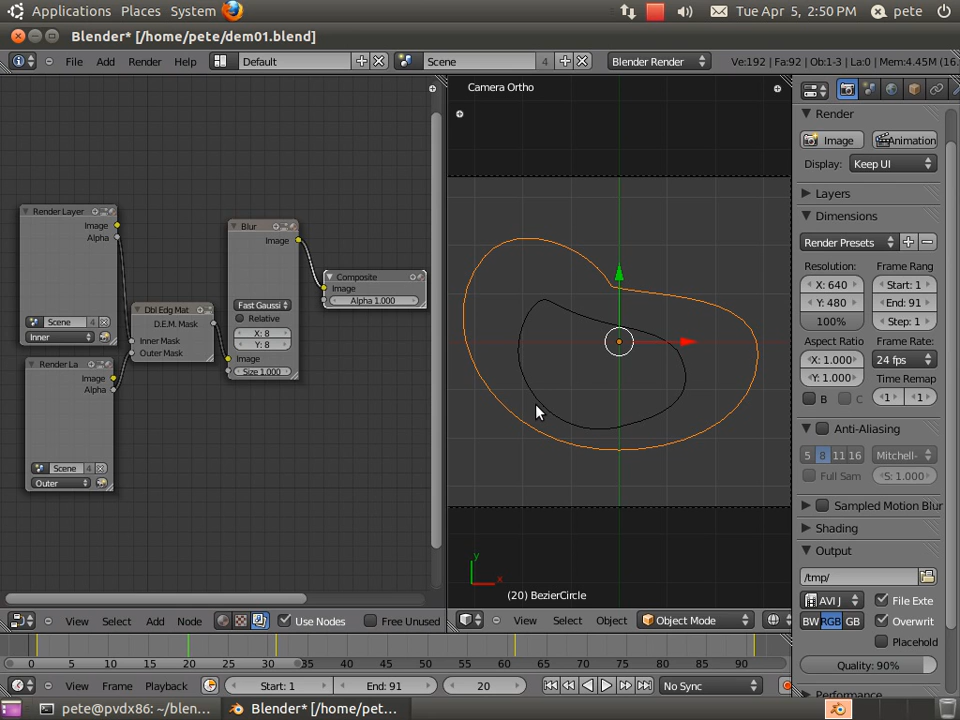 Applications Places System Tue Apr 5, 2:50 PM pete
Blender* [/home/pete/dem01.blend]
File Add Render Help Default Scene 4 Blender Render Ve:192 | Fa:92 | Ob:1-3 | La:0 | Mem:4.45M (16.
Camera Ortho
Render
Image Animation
Display: Keep UI
Layers
Dimensions
Render Presets
Resolution: Frame Rang
X: 640 Start: 1
Y: 480 End: 91
100% Step: 1
Aspect Ratio Frame Rate:
X: 1.000 24 fps
Y: 1.000 Time Remap
B C 1 1
Anti-Aliasing
5 8 11 16 Mitchell-
Full Sam S: 1.000
Sampled Motion Blur
Shading
Output
/tmp/
AVI J File Exte
BW RGB GB Overwrit
Placehold
Quality: 90%
Performance
Render Layer
Image
Alpha
Scene 4
Inner
Render La
Image
Alpha
Scene 4
Outer
Dbl Edg Mat
D.E.M. Mask
Inner Mask
Outer Mask
Blur
Image
Fast Gaussi
Relative
X: 8
Y: 8
Image
Size 1.000
Composite
Image
Alpha 1.000
y
x
(20) BezierCircle
View Select Add Node Use Nodes Free Unused
View Select Object Object Mode
0 5 10 15 20 25 30 35 40 45 50 55 60 65 70 75 80 85 90
View Frame Playback Start: 1 End: 91 20 No Sync
pete@pvdx86: ~/blen... Blender* [/home/pet...